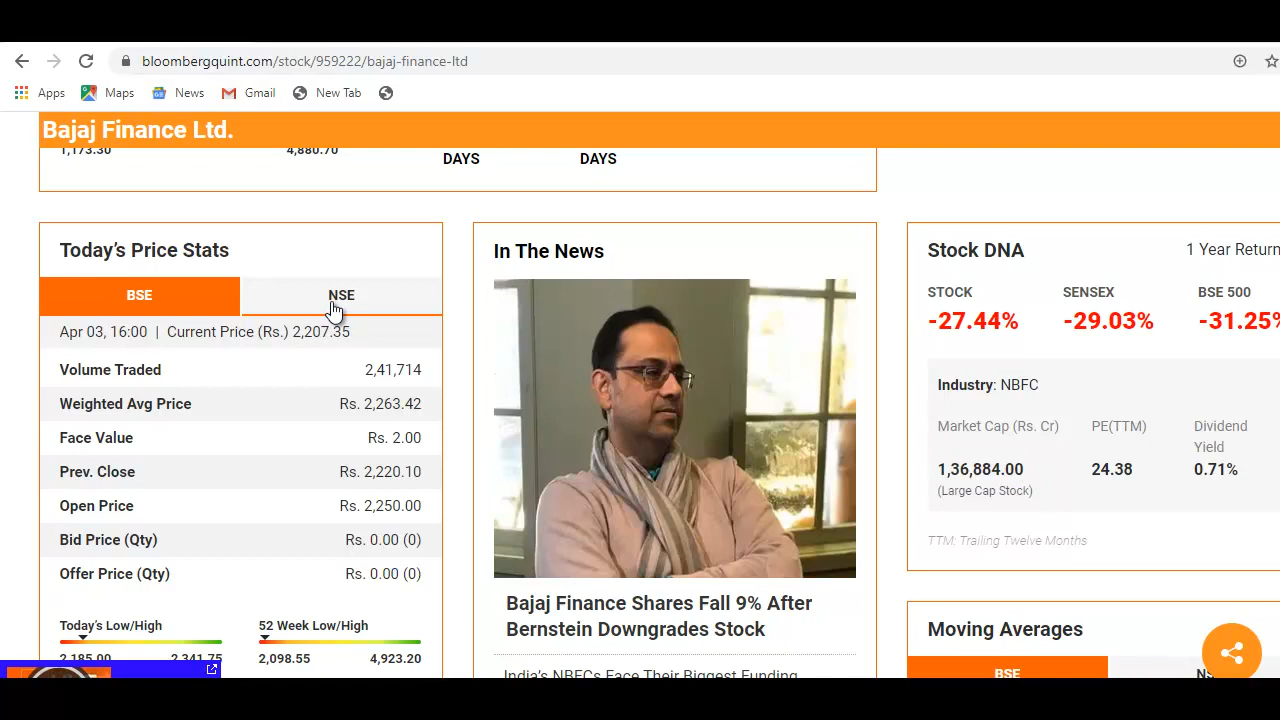 bloombergquint.com/stock/959222/bajaj-finance-ltd
Apps Maps News Gmail New Tab
Bajaj Finance Ltd.
1,173.30 4,880.70 DAYS DAYS
Today's Price Stats
BSE NSE
Apr 03, 16:00 | Current Price (Rs.) 2,207.35
Volume Traded 2,41,714
Weighted Avg Price Rs. 2,263.42
Face Value Rs. 2.00
Prev. Close Rs. 2,220.10
Open Price Rs. 2,250.00
Bid Price (Qty) Rs. 0.00 (0)
Offer Price (Qty) Rs. 0.00 (0)
Today's Low/High 52 Week Low/High
2,185.00 2,341.75 2,098.55 4,923.20
In The News
Bajaj Finance Shares Fall 9% After
Bernstein Downgrades Stock
India's NBFCs Face Their Biggest Funding
Stock DNA 1 Year Return
STOCK SENSEX BSE 500
-27.44% -29.03% -31.25%
Industry: NBFC
Market Cap (Rs. Cr) PE(TTM) Dividend
Yield
1,36,884.00 24.38 0.71%
(Large Cap Stock)
TTM: Trailing Twelve Months
Moving Averages
BSE